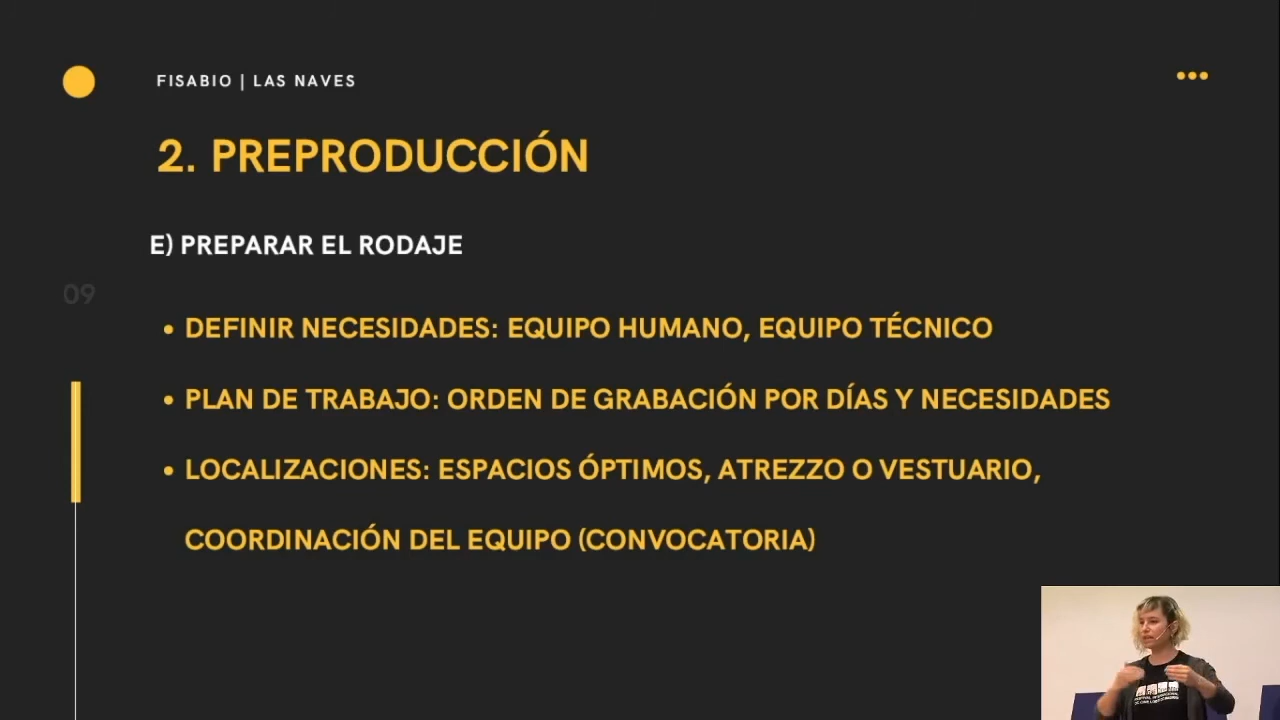 FISABIO | LAS NAVES
2. PREPRODUCCIÓN
E) PREPARAR EL RODAJE
09
• DEFINIR NECESIDADES: EQUIPO HUMANO, EQUIPO TÉCNICO
• PLAN DE TRABAJO: ORDEN DE GRABACIÓN POR DÍAS Y NECESIDADES
• LOCALIZACIONES: ESPACIOS ÓPTIMOS, ATREZZO O VESTUARIO,
COORDINACIÓN DEL EQUIPO (CONVOCATORIA)